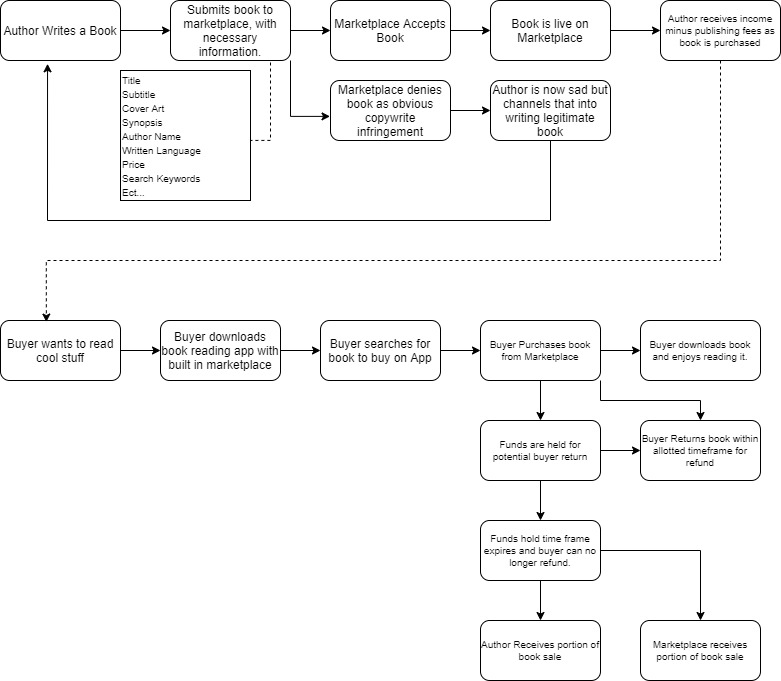 Author Writes a Book
Submits book to
marketplace, with
necessary
information.
Marketplace Accepts
Book
Book is live on
Marketplace
Author receives income
minus publishing fees as
book is purchased
Title
Subtitle
Cover Art
Synopsis
Author Name
Written Language
Price
Search Keywords
Ect...
Marketplace denies
book as obvious
copywrite
infringement
Author is now sad but
channels that into
writing legitimate
book
Buyer wants to read
cool stuff
Buyer downloads
book reading app with
built in marketplace
Buyer searches for
book to buy on App
Buyer Purchases book
from Marketplace
Buyer downloads book
and enjoys reading it.
Funds are held for
potential buyer return
Buyer Returns book within
allotted timeframe for
refund
Funds hold time frame
expires and buyer can no
longer refund.
Author Receives portion of
book sale
Marketplace receives
portion of book sale